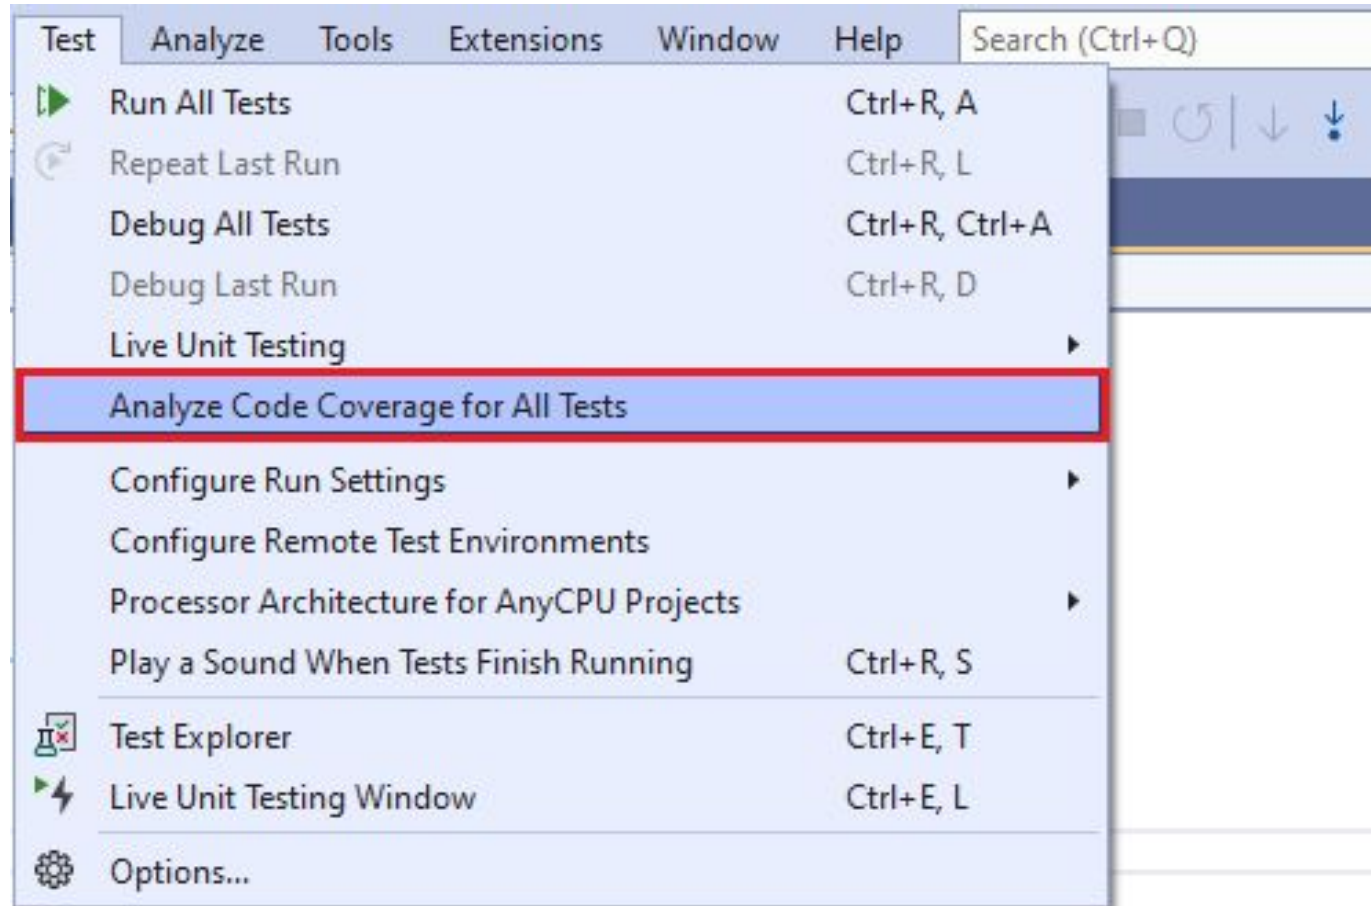 Test Analyze Tools Extensions Window Help Search (Ctrl+Q)
Run All Tests Ctrl+R, A
Repeat Last Run Ctrl+R, L
Debug All Tests Ctrl+R, Ctrl+A
Debug Last Run Ctrl+R, D
Live Unit Testing
Analyze Code Coverage for All Tests
Configure Run Settings
Configure Remote Test Environments
Processor Architecture for AnyCPU Projects
Play a Sound When Tests Finish Running Ctrl+R, S
Test Explorer Ctrl+E, T
Live Unit Testing Window Ctrl+E, L
Options...